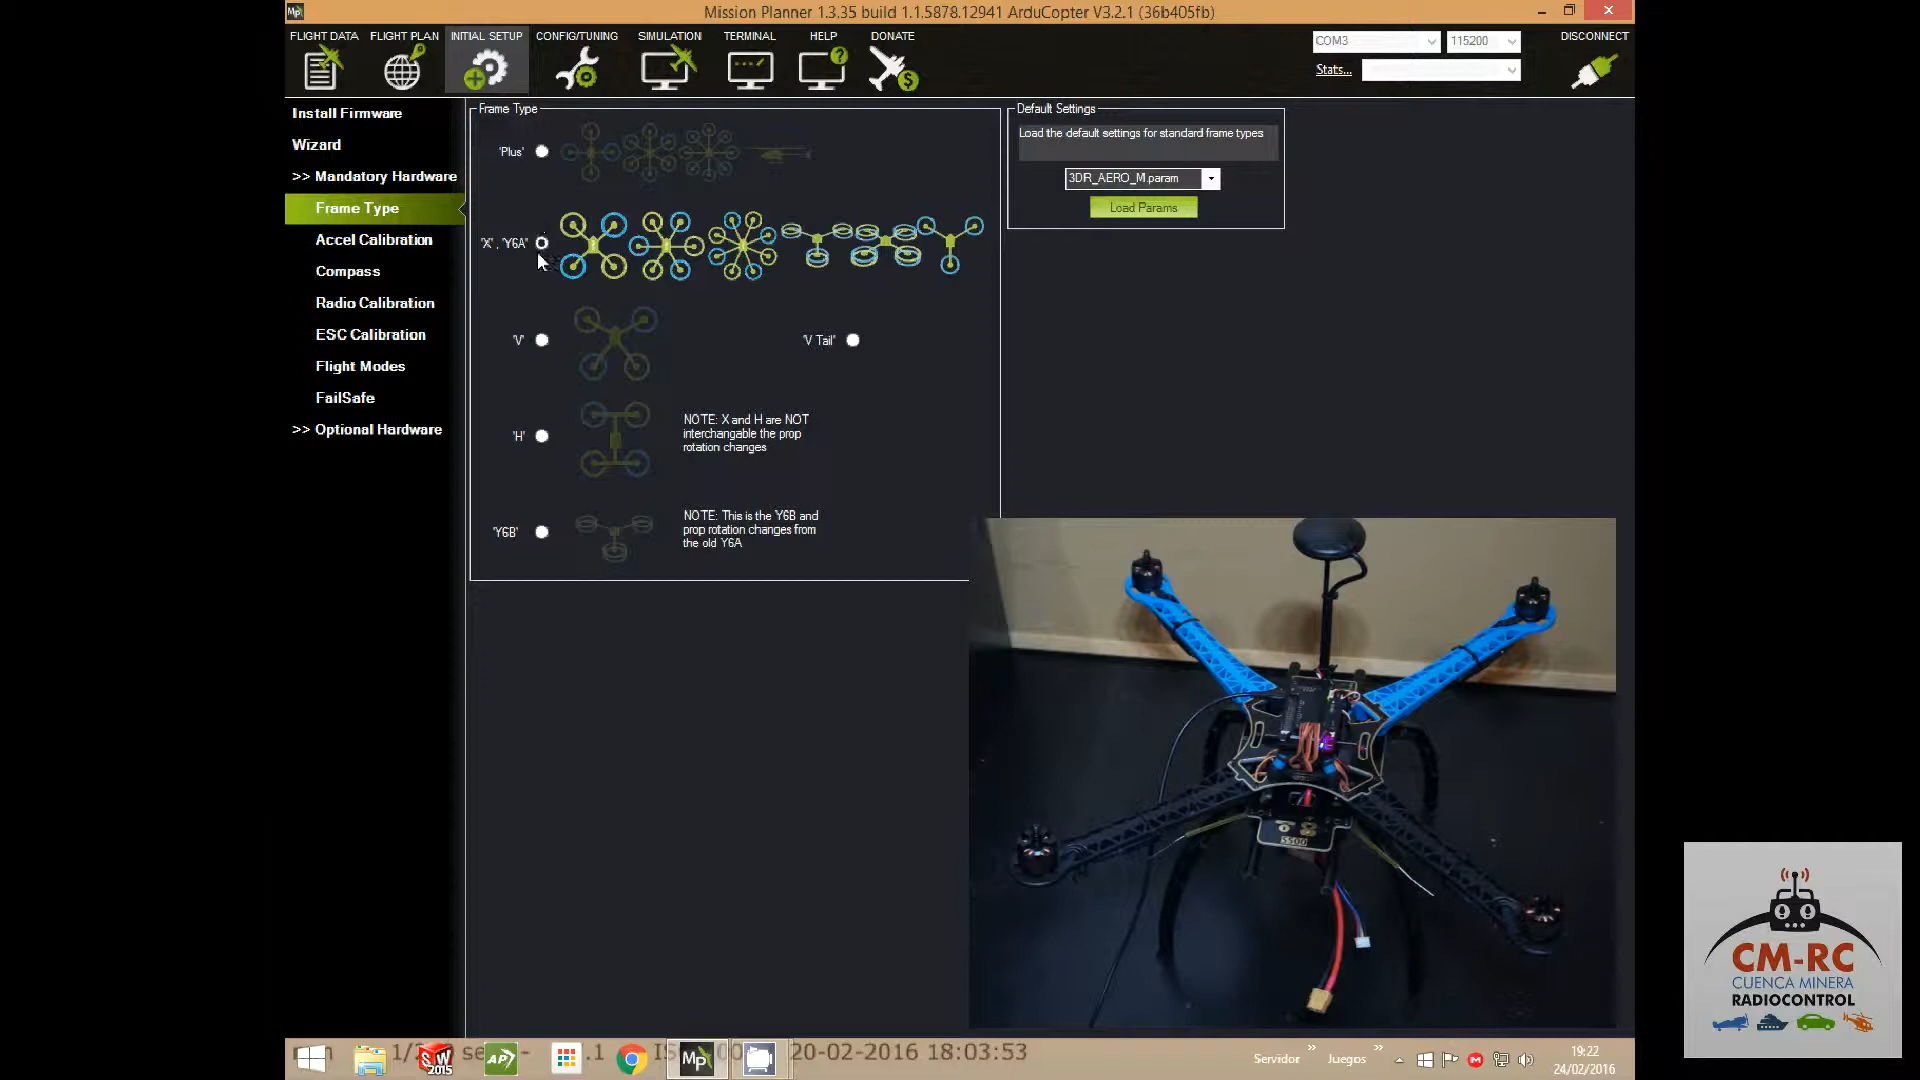 Mission Planner 1.3.35 build 1.1.5878.12941 ArduCopter V3.2.1 (36b405fb)
FLIGHT DATA FLIGHT PLAN INITIAL SETUP CONFIG/TUNING SIMULATION TERMINAL HELP DONATE
COM3 115200 DISCONNECT
Stats...
Install Firmware
Wizard
>> Mandatory Hardware
Frame Type
Accel Calibration
Compass
Radio Calibration
ESC Calibration
Flight Modes
FailSafe
>> Optional Hardware
Frame Type
'Plus'
'X', 'Y6A'
'V'
'V Tail'
'H'
NOTE: X and H are NOT
interchangable the prop
rotation changes
'Y6B'
NOTE: This is the Y6B and
prop rotation changes from
the old Y6A
Default Settings
Load the default settings for standard frame types
3DR_AERO_M.param
Load Params
S500
CM-RC
CUENCA MINERA
RADIOCONTROL
SW
2015
AP
Mp
20-02-2016 18:03:53
Servidor
Juegos
19:22
24/02/2016